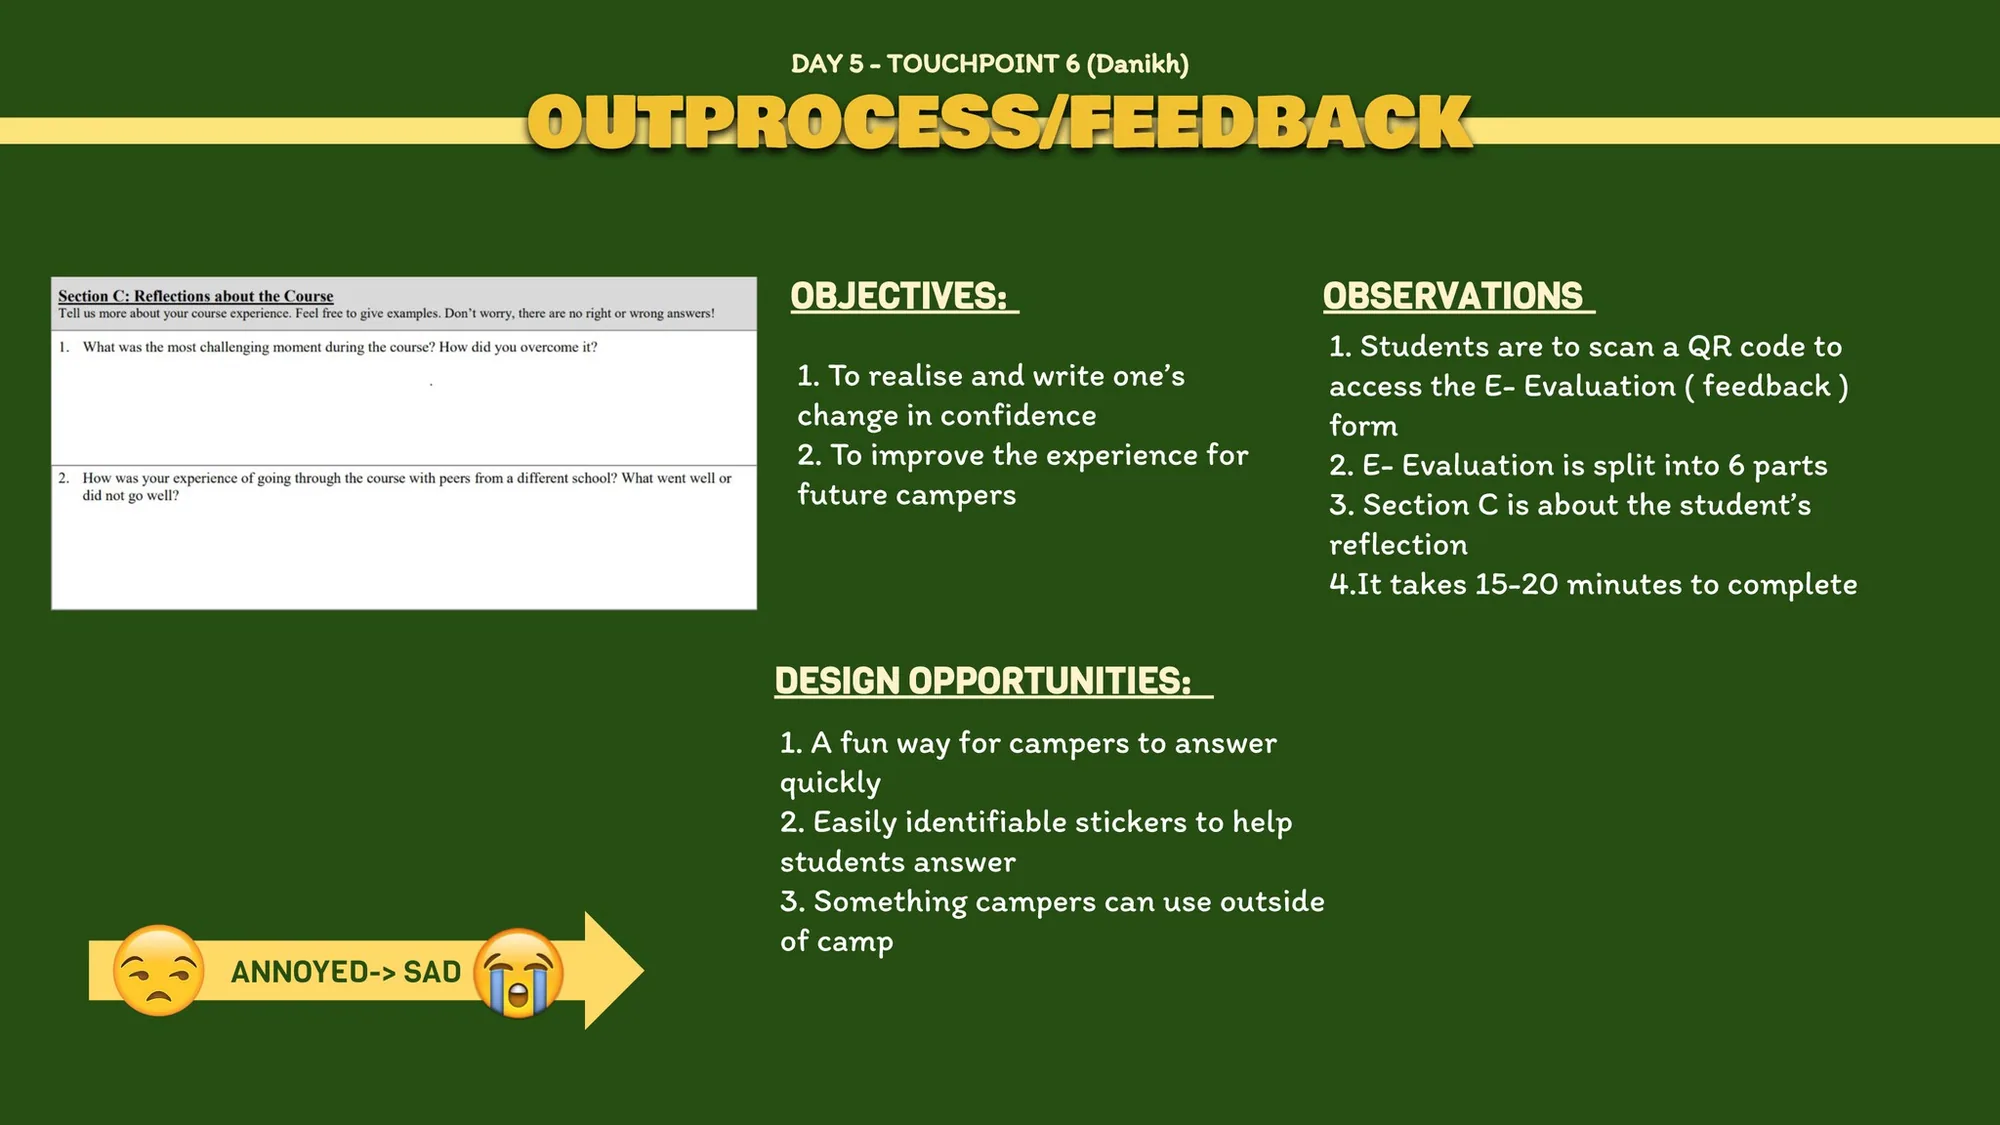 DAY 5 - TOUCHPOINT 6 (Danikh)
OUTPROCESS/FEEDBACK
Section C: Reflections about the Course
Tell us more about your course experience. Feel free to give examples. Don't worry, there are no right or wrong answers!
1. What was the most challenging moment during the course? How did you overcome it?
2. How was your experience of going through the course with peers from a different school? What went well or
did not go well?
OBJECTIVES:
1. To realise and write one's
change in confidence
2. To improve the experience for
future campers
OBSERVATIONS
1. Students are to scan a QR code to
access the E- Evaluation ( feedback )
form
2. E- Evaluation is split into 6 parts
3. Section C is about the student's
reflection
4.It takes 15-20 minutes to complete
DESIGN OPPORTUNITIES:
1. A fun way for campers to answer
quickly
2. Easily identifiable stickers to help
students answer
3. Something campers can use outside
of camp
ANNOYED-> SAD